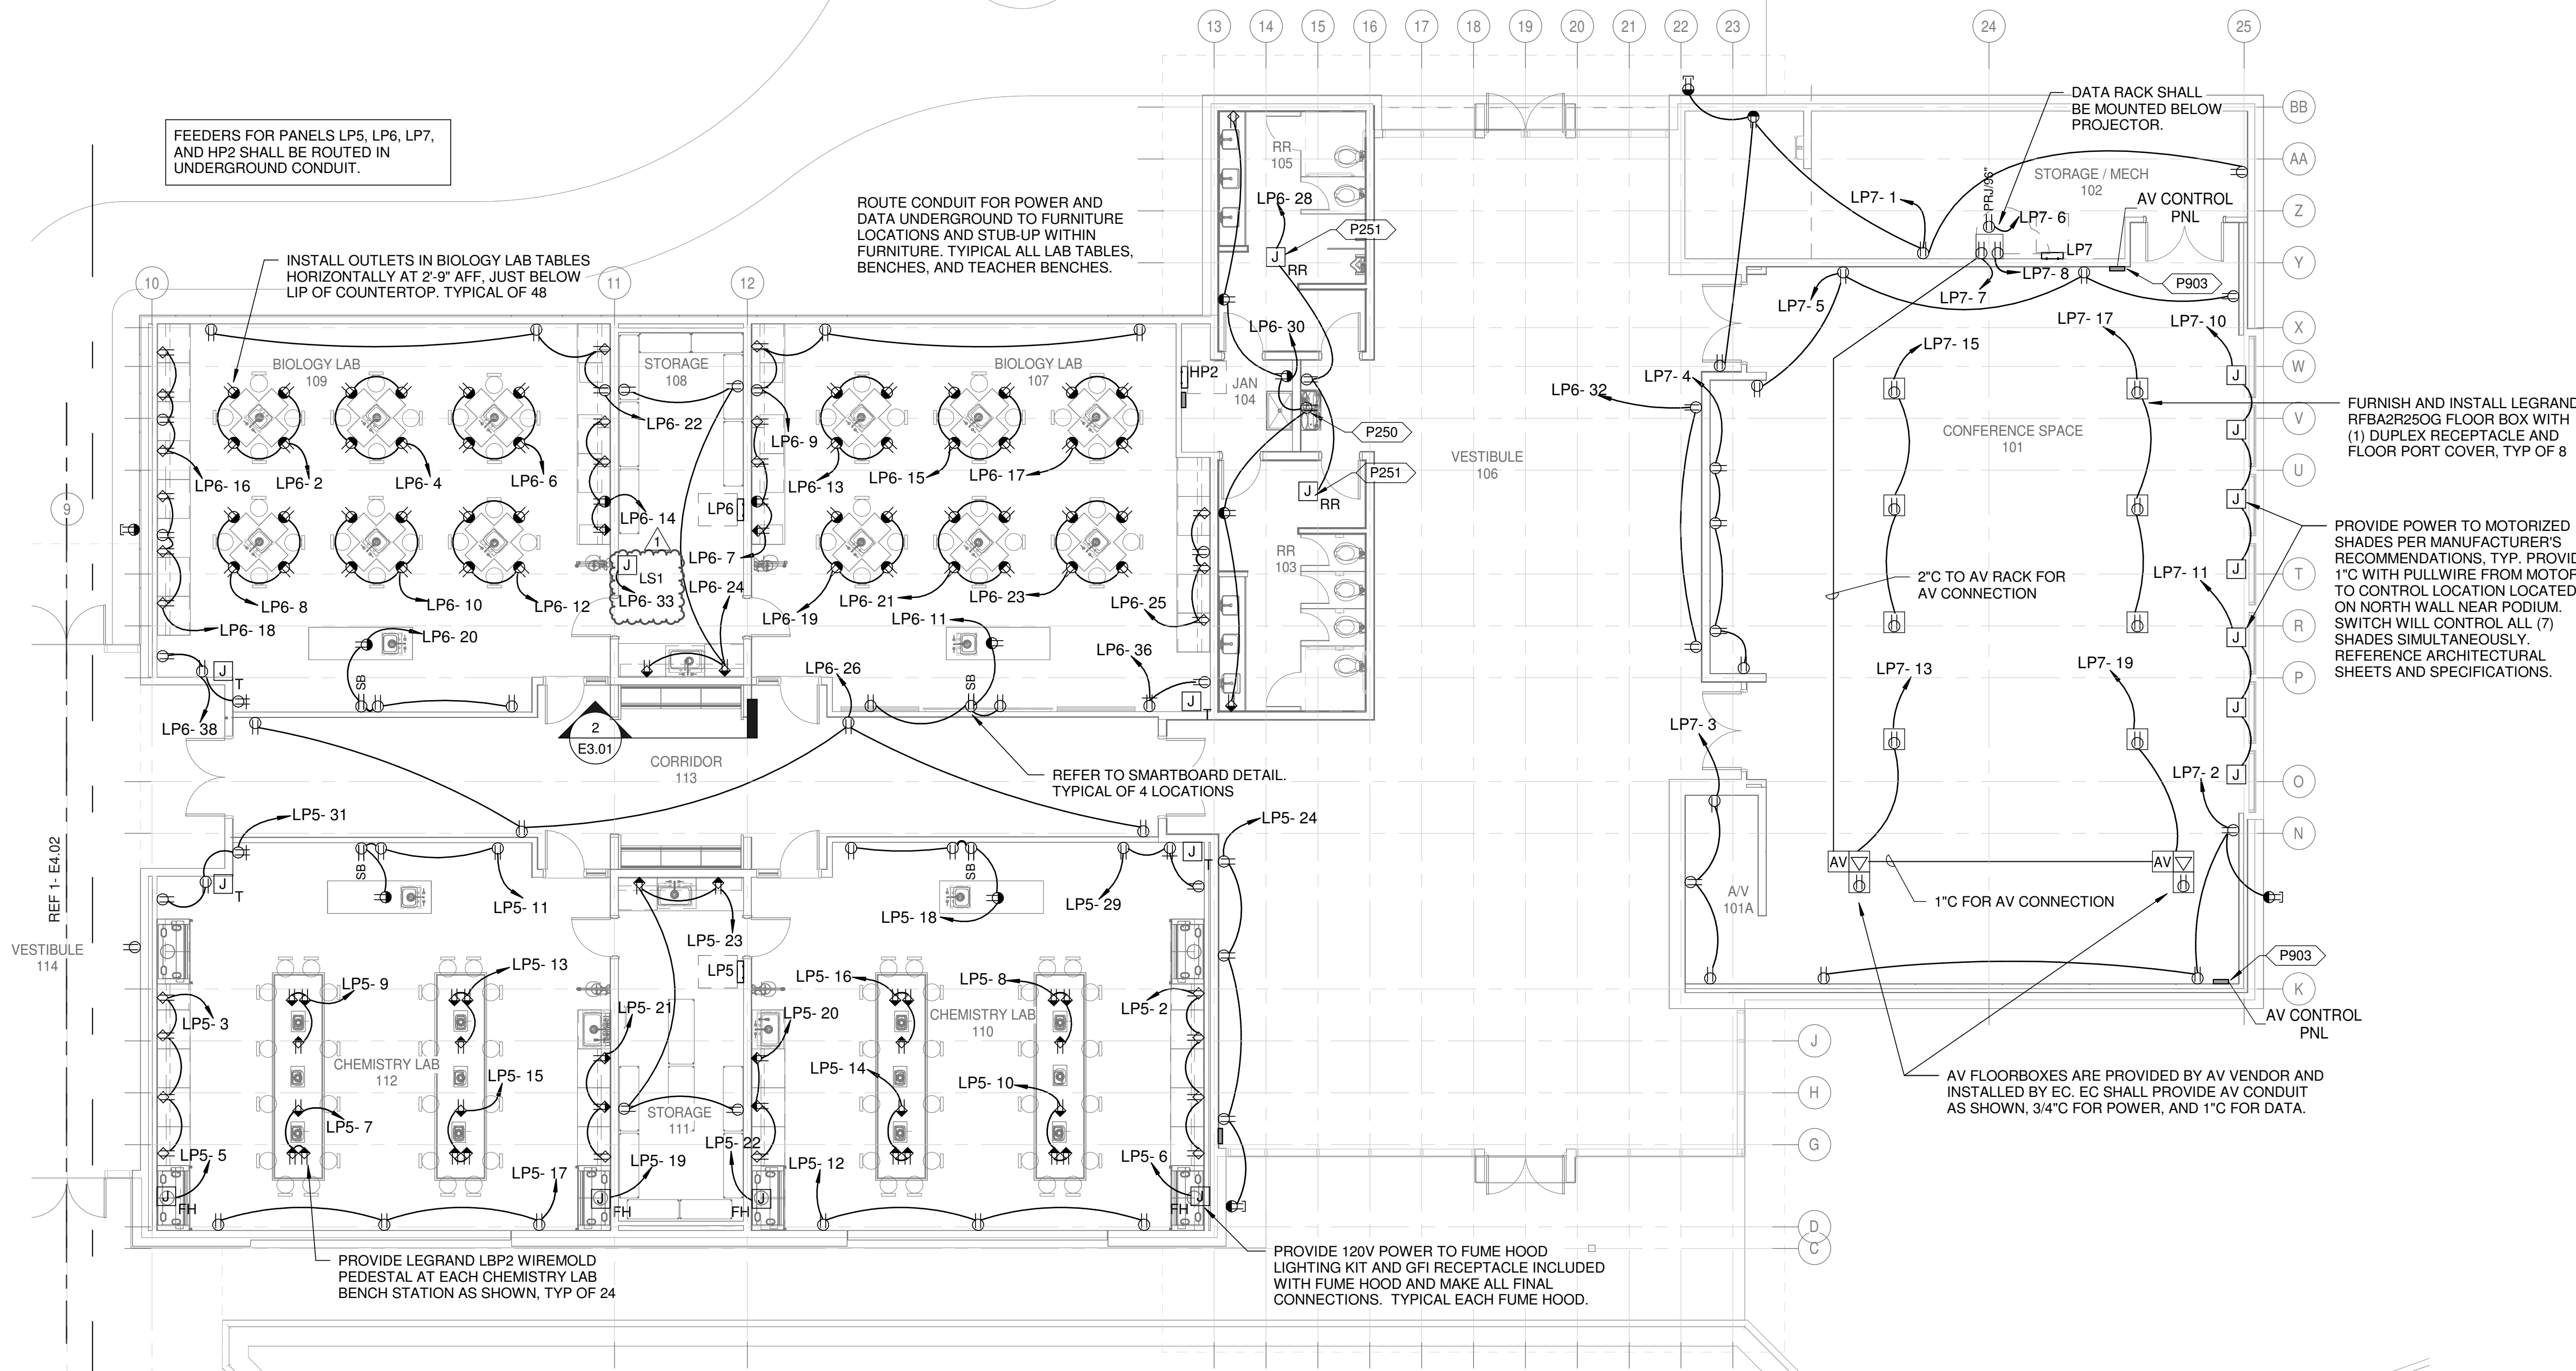 13
14
15
16
17
18
19
20
21
22
23
24
25
BB
AA
Z
Y
X
W
V
U
T
R
P
O
N
K
J
H
G
D
C
10
11
12
9
FEEDERS FOR PANELS LP5, LP6, LP7,
AND HP2 SHALL BE ROUTED IN
UNDERGROUND CONDUIT.
INSTALL OUTLETS IN BIOLOGY LAB TABLES
HORIZONTALLY AT 2'-9" AFF, JUST BELOW
LIP OF COUNTERTOP. TYPICAL OF 48
ROUTE CONDUIT FOR POWER AND
DATA UNDERGROUND TO FURNITURE
LOCATIONS AND STUB-UP WITHIN
FURNITURE. TYIPICAL ALL LAB TABLES,
BENCHES, AND TEACHER BENCHES.
DATA RACK SHALL
BE MOUNTED BELOW
PROJECTOR.
RR
105
LP6- 28
P251
J
RR
LP6- 30
JAN
104
HP2
P250
P251
J
RR
RR
103
VESTIBULE
106
LP6- 32
STORAGE / MECH
102
PRJ/96"
LP7- 1
LP7- 6
LP7
LP7- 8
LP7- 7
LP7- 5
AV CONTROL
PNL
P903
LP7- 17
LP7- 10
LP7- 15
LP7- 4
CONFERENCE SPACE
101
J
J
J
J
J
J
J
FURNISH AND INSTALL LEGRAND
RFBA2R25OG FLOOR BOX WITH
(1) DUPLEX RECEPTACLE AND
FLOOR PORT COVER, TYP OF 8
PROVIDE POWER TO MOTORIZED
SHADES PER MANUFACTURER'S
RECOMMENDATIONS, TYP. PROVID
1"C WITH PULLWIRE FROM MOTOR
TO CONTROL LOCATION LOCATED
ON NORTH WALL NEAR PODIUM.
SWITCH WILL CONTROL ALL (7)
SHADES SIMULTANEOUSLY.
REFERENCE ARCHITECTURAL
SHEETS AND SPECIFICATIONS.
2"C TO AV RACK FOR
AV CONNECTION
LP7- 11
LP7- 13
LP7- 19
LP7- 3
LP7- 2
AV
AV
A/V
101A
1"C FOR AV CONNECTION
P903
AV CONTROL
PNL
AV FLOORBOXES ARE PROVIDED BY AV VENDOR AND
INSTALLED BY EC. EC SHALL PROVIDE AV CONDUIT
AS SHOWN, 3/4"C FOR POWER, AND 1"C FOR DATA.
BIOLOGY LAB
109
STORAGE
108
BIOLOGY LAB
107
LP6- 22
LP6- 9
LP6- 16
LP6- 2
LP6- 4
LP6- 6
LP6- 13
LP6- 15
LP6- 17
LP6
LP6- 14
1
J
LS1
LP6- 33
LP6- 7
LP6- 24
LP6- 8
LP6- 10
LP6- 12
LP6- 18
LP6- 20
LP6- 19
LP6- 21
LP6- 23
LP6- 11
LP6- 25
LP6- 36
LP6- 26
J
T
SB
SB
J
T
LP6- 38
2
E3.01
CORRIDOR
113
REFER TO SMARTBOARD DETAIL.
TYPICAL OF 4 LOCATIONS
LP5- 31
J
T
SB
SB
J
T
LP5- 24
LP5- 11
LP5- 18
LP5- 29
LP5- 23
LP5
REF 1- E4.02
VESTIBULE
114
LP5- 9
LP5- 13
LP5- 16
LP5- 8
LP5- 3
LP5- 21
LP5- 20
CHEMISTRY LAB
110
LP5- 2
CHEMISTRY LAB
112
LP5- 15
LP5- 14
LP5- 10
LP5- 7
STORAGE
111
LP5- 5
LP5- 17
LP5- 19
LP5- 22
LP5- 12
LP5- 6
J
FH
J
FH
J
FH
J
FH
PROVIDE LEGRAND LBP2 WIREMOLD
PEDESTAL AT EACH CHEMISTRY LAB
BENCH STATION AS SHOWN, TYP OF 24
PROVIDE 120V POWER TO FUME HOOD
LIGHTING KIT AND GFI RECEPTACLE INCLUDED
WITH FUME HOOD AND MAKE ALL FINAL
CONNECTIONS.  TYPICAL EACH FUME HOOD.